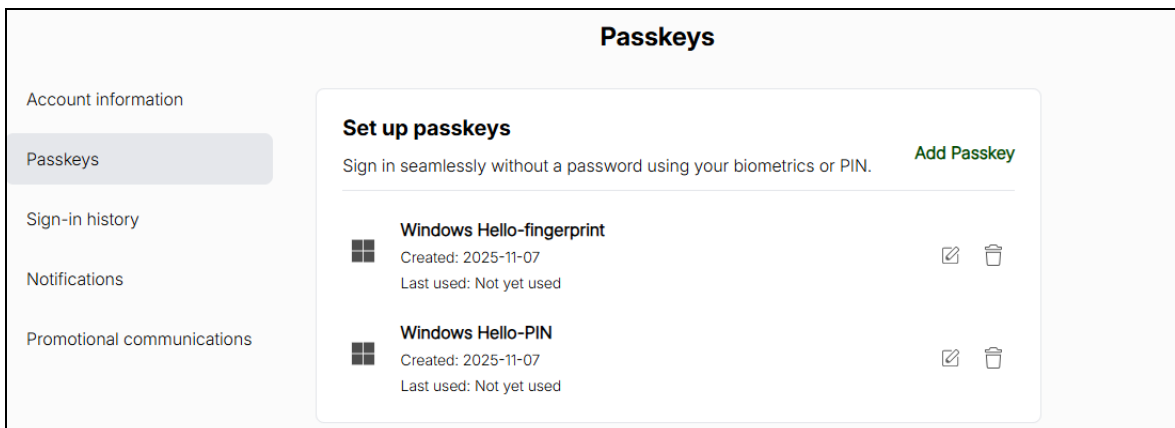 Passkeys
Account information
Passkeys
Sign-in history
Notifications
Promotional communications
Set up passkeys
Sign in seamlessly without a password using your biometrics or PIN.
Add Passkey
Windows Hello-fingerprint
Created: 2025-11-07
Last used: Not yet used
Windows Hello-PIN
Created: 2025-11-07
Last used: Not yet used